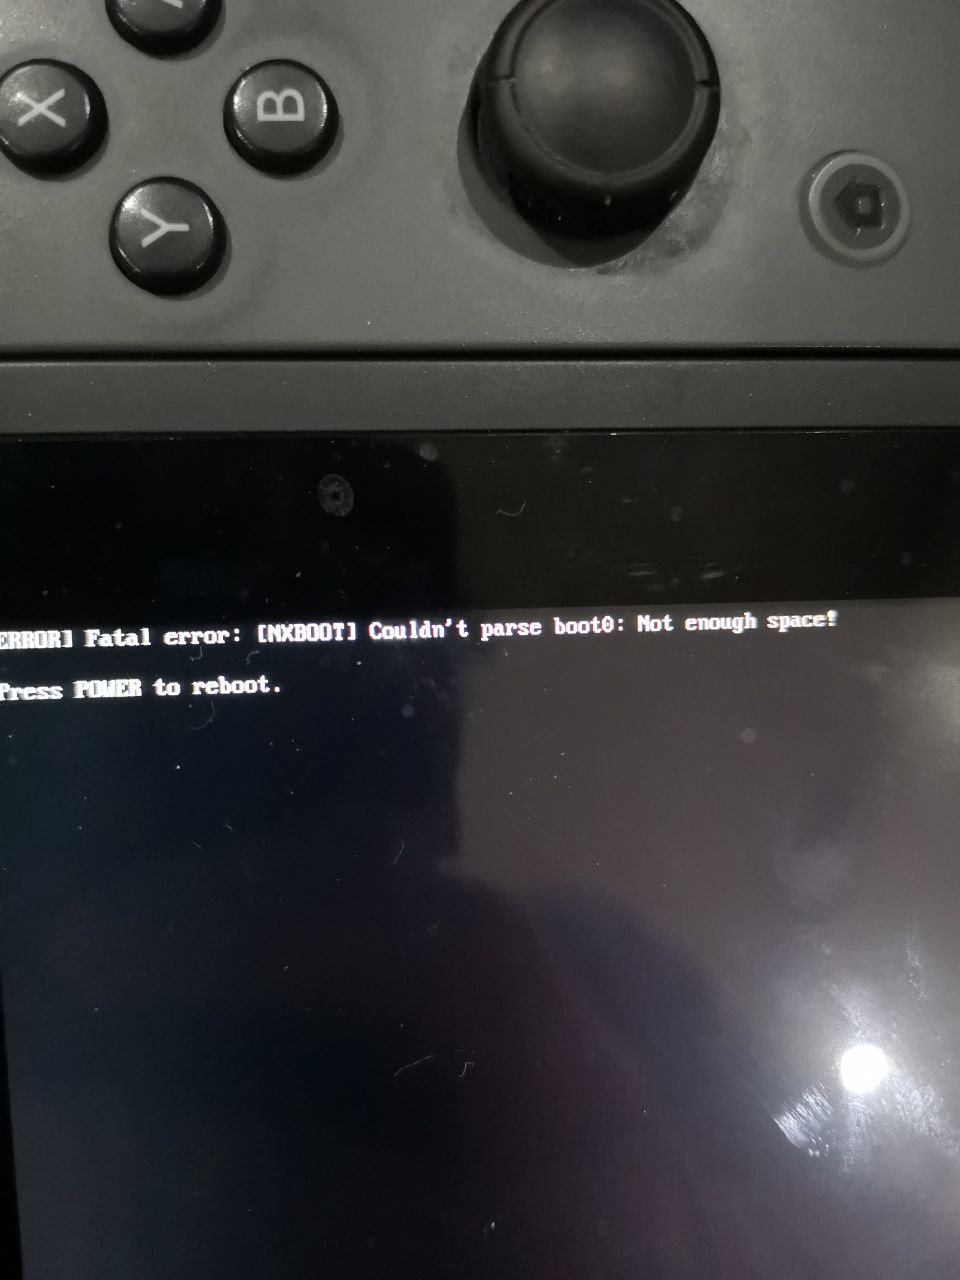 A
X
B
Y
ERROR] Fatal error: [NXBOOT] Couldn't parse boot0: Not enough space!
Press POWER to reboot.